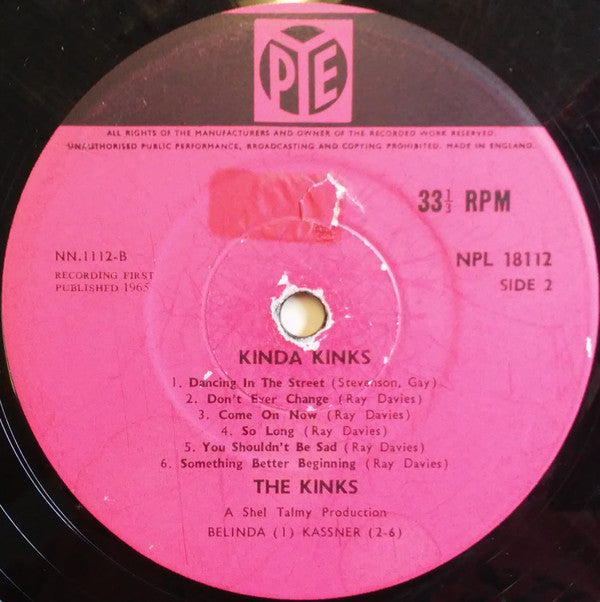 PYE
ALL RIGHTS OF THE MANUFACTURERS AND OWNER OF THE RECORDED WORK RESERVED.
UNAUTHORISED PUBLIC PERFORMANCE, BROADCASTING AND COPYING PROHIBITED. MADE IN ENGLAND.
33⅓ RPM
NN.1112-B
NPL 18112
RECORDING FIRST
PUBLISHED 1965
SIDE 2
KINDA KINKS
1. Dancing In The Street (Stevenson, Gay)
2. Don't Ever Change (Ray Davies)
3. Come On Now (Ray Davies)
4. So Long (Ray Davies)
5. You Shouldn't Be Sad (Ray Davies)
6. Something Better Beginning (Ray Davies)
THE KINKS
A Shel Talmy Production
BELINDA (1) KASSNER (2-6)